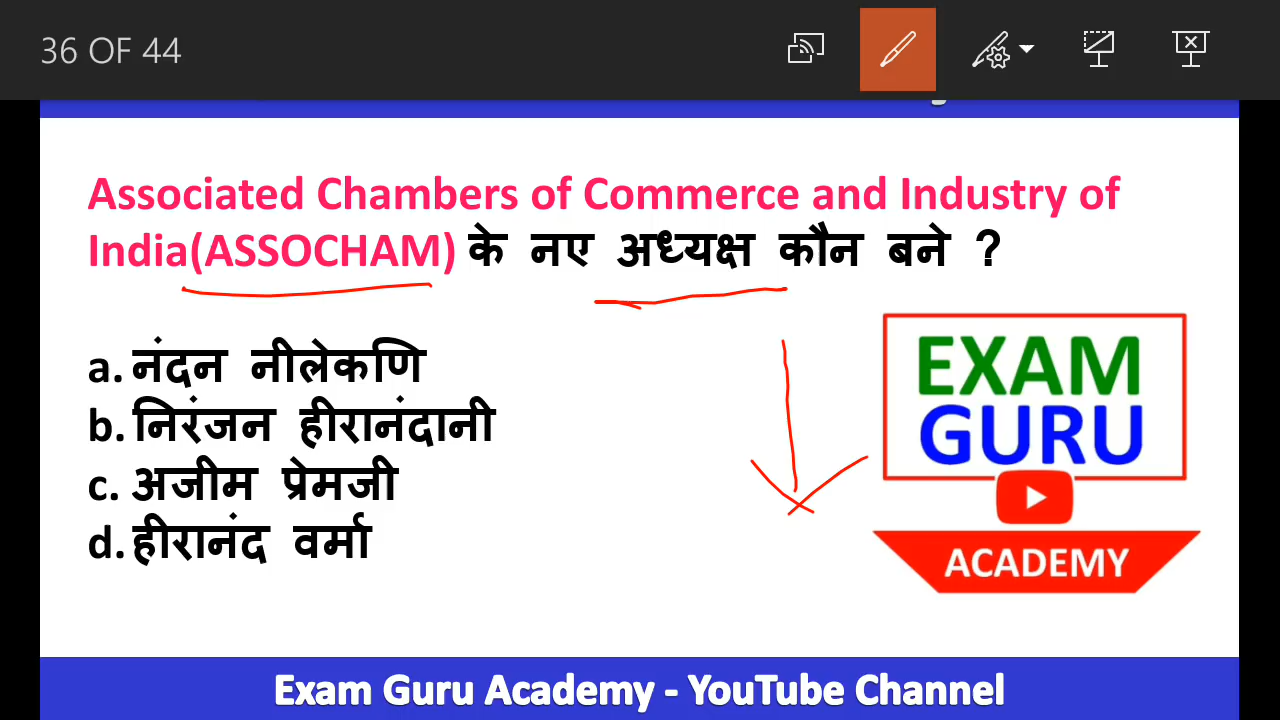 36 OF 44
Associated Chambers of Commerce and Industry of
India(ASSOCHAM) के नए अध्यक्ष कौन बने ?
a. नंदन नीलेकणि
b. निरंजन हीरानंदानी
c. अजीम प्रेमजी
d. हीरानंद वर्मा
EXAM
GURU
ACADEMY
Exam Guru Academy - YouTube Channel